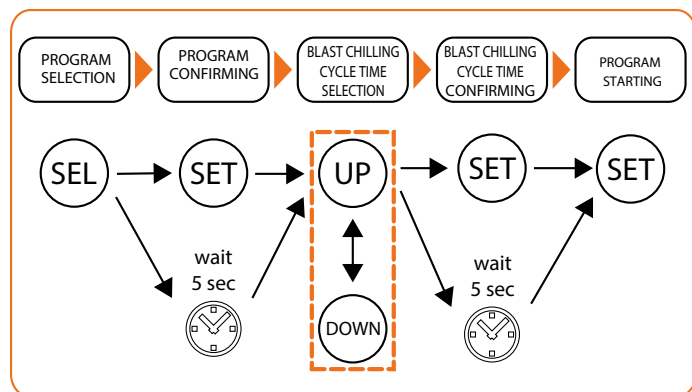 PROGRAM
SELECTION
PROGRAM
CONFIRMING
BLAST CHILLING
CYCLE TIME
SELECTION
BLAST CHILLING
CYCLE TIME
CONFIRMING
PROGRAM
STARTING
SEL
SET
UP
SET
SET
wait
5 sec
wait
5 sec
DOWN